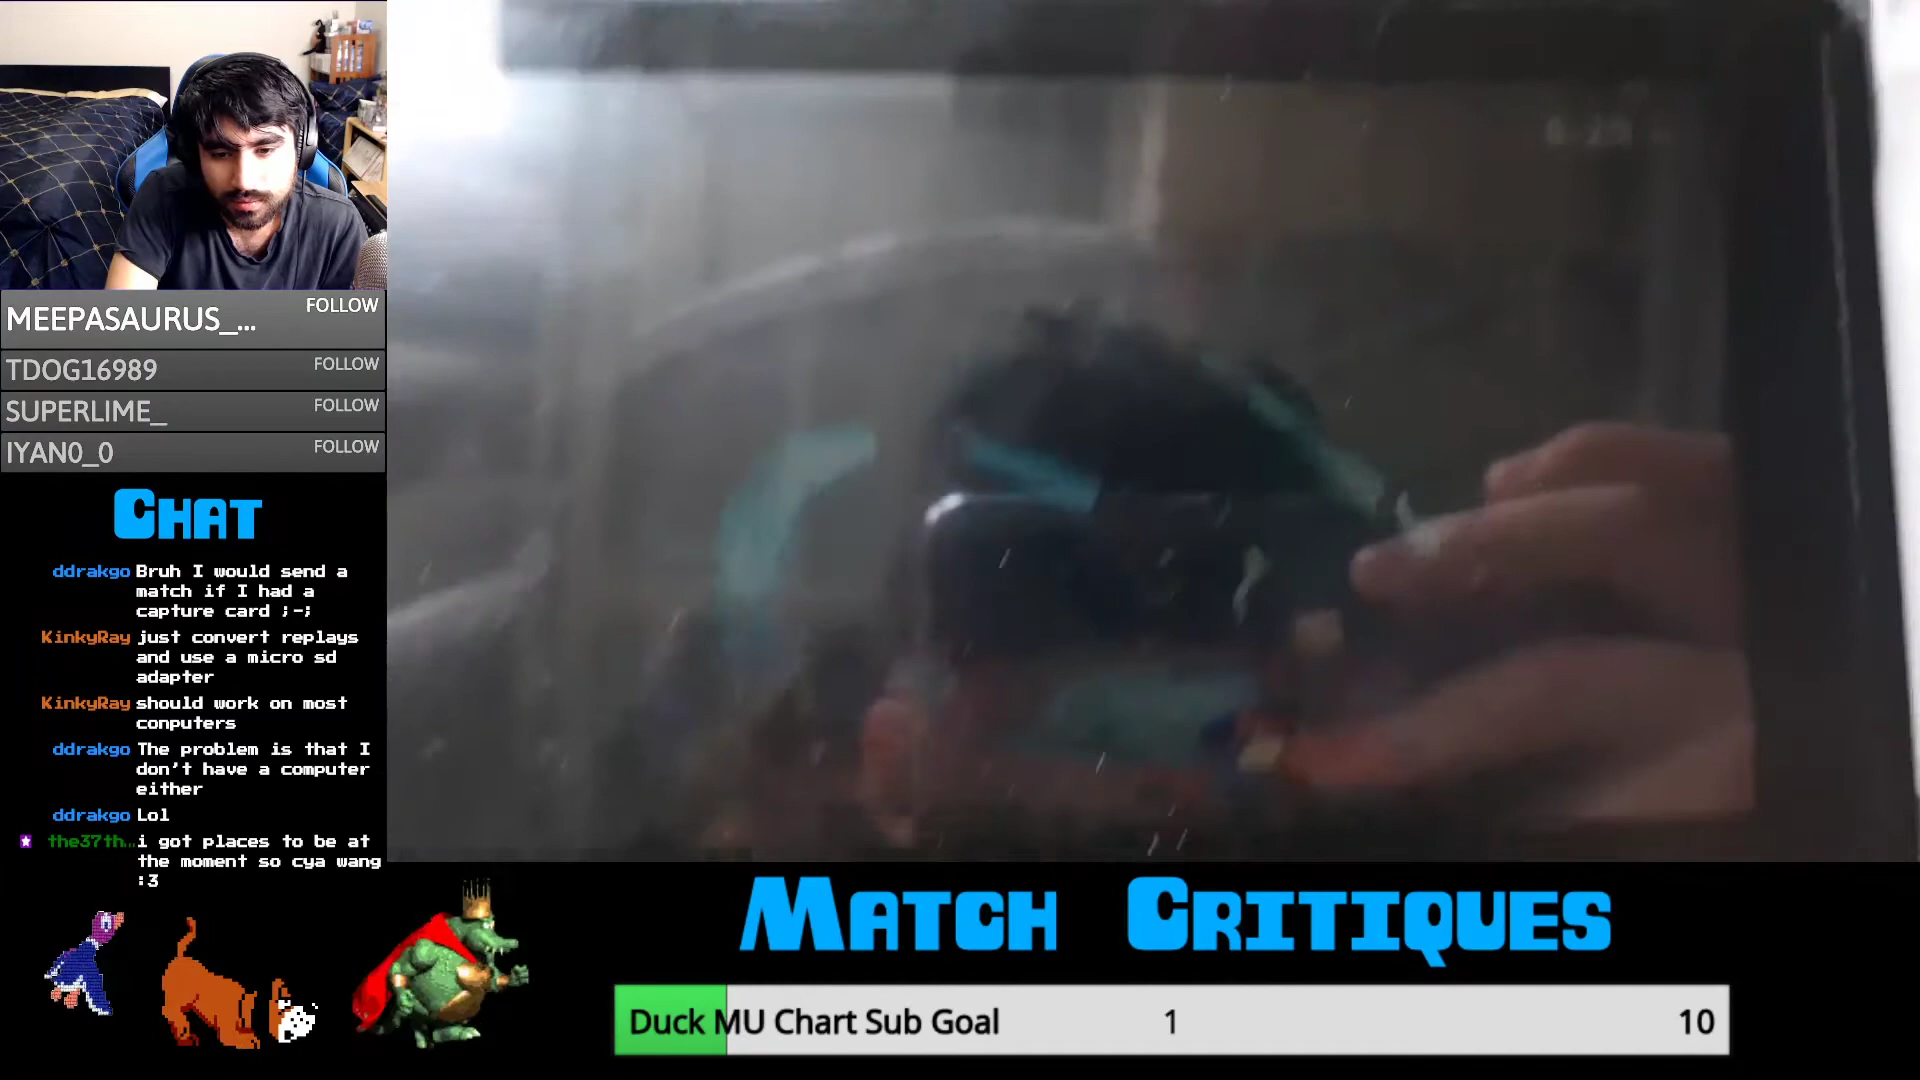 MEEPASAURUS_... FOLLOW
TDOG16989 FOLLOW
SUPERLIME_ FOLLOW
IYAN0_0 FOLLOW
CHAT
ddrakgo Bruh I would send a
match if I had a
capture card ;-;
KinkyRay just convert replays
and use a micro sd
adapter
KinkyRay should work on most
conputers
ddrakgo The problem is that I
don't have a computer
either
ddrakgo Lol
the37th... i got places to be at
the moment so cya wang
:3
MATCH CRITIQUES
Duck MU Chart Sub Goal 1 10